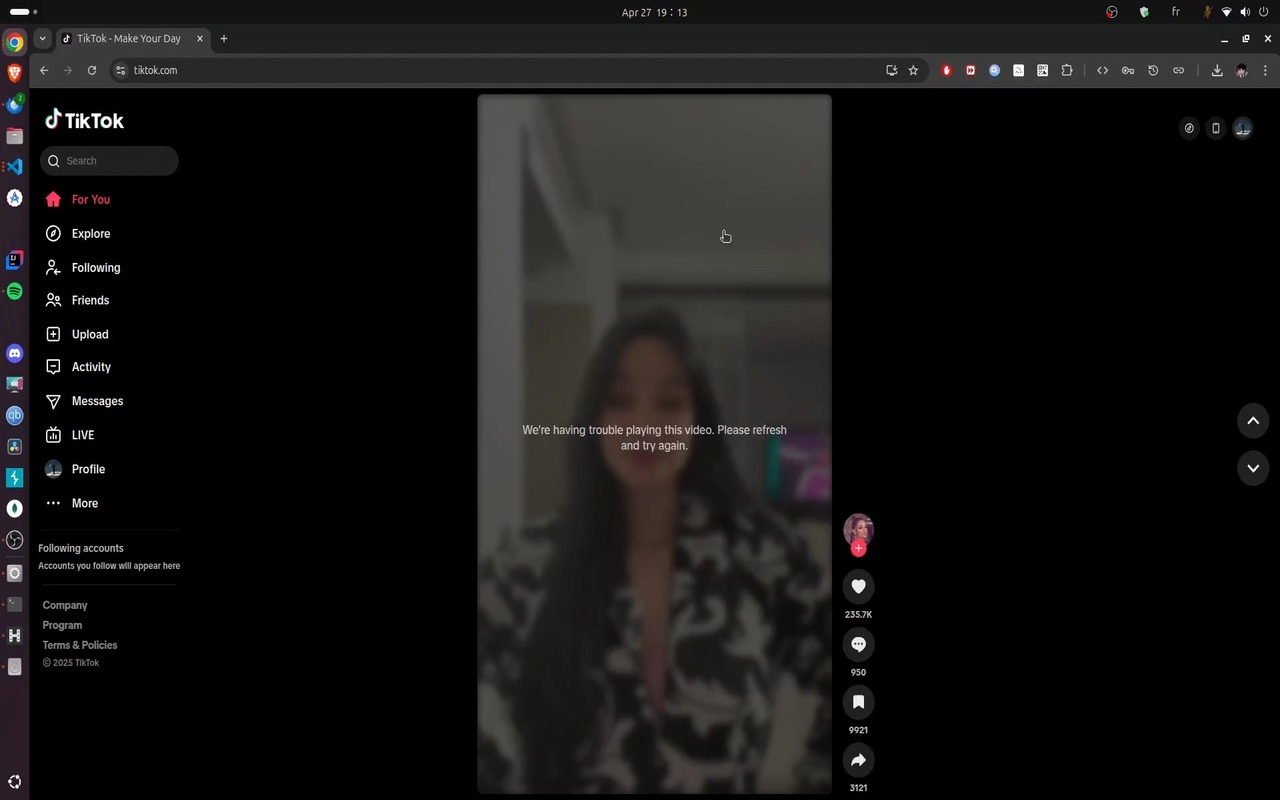 Apr 27 19:13
fr
TikTok - Make Your Day
tiktok.com
TikTok
Search
For You
Explore
Following
Friends
Upload
Activity
Messages
LIVE
Profile
More
Following accounts
Accounts you follow will appear here
Company
Program
Terms & Policies
© 2025 TikTok
We're having trouble playing this video. Please refresh
and try again.
235.7K
950
9921
3121